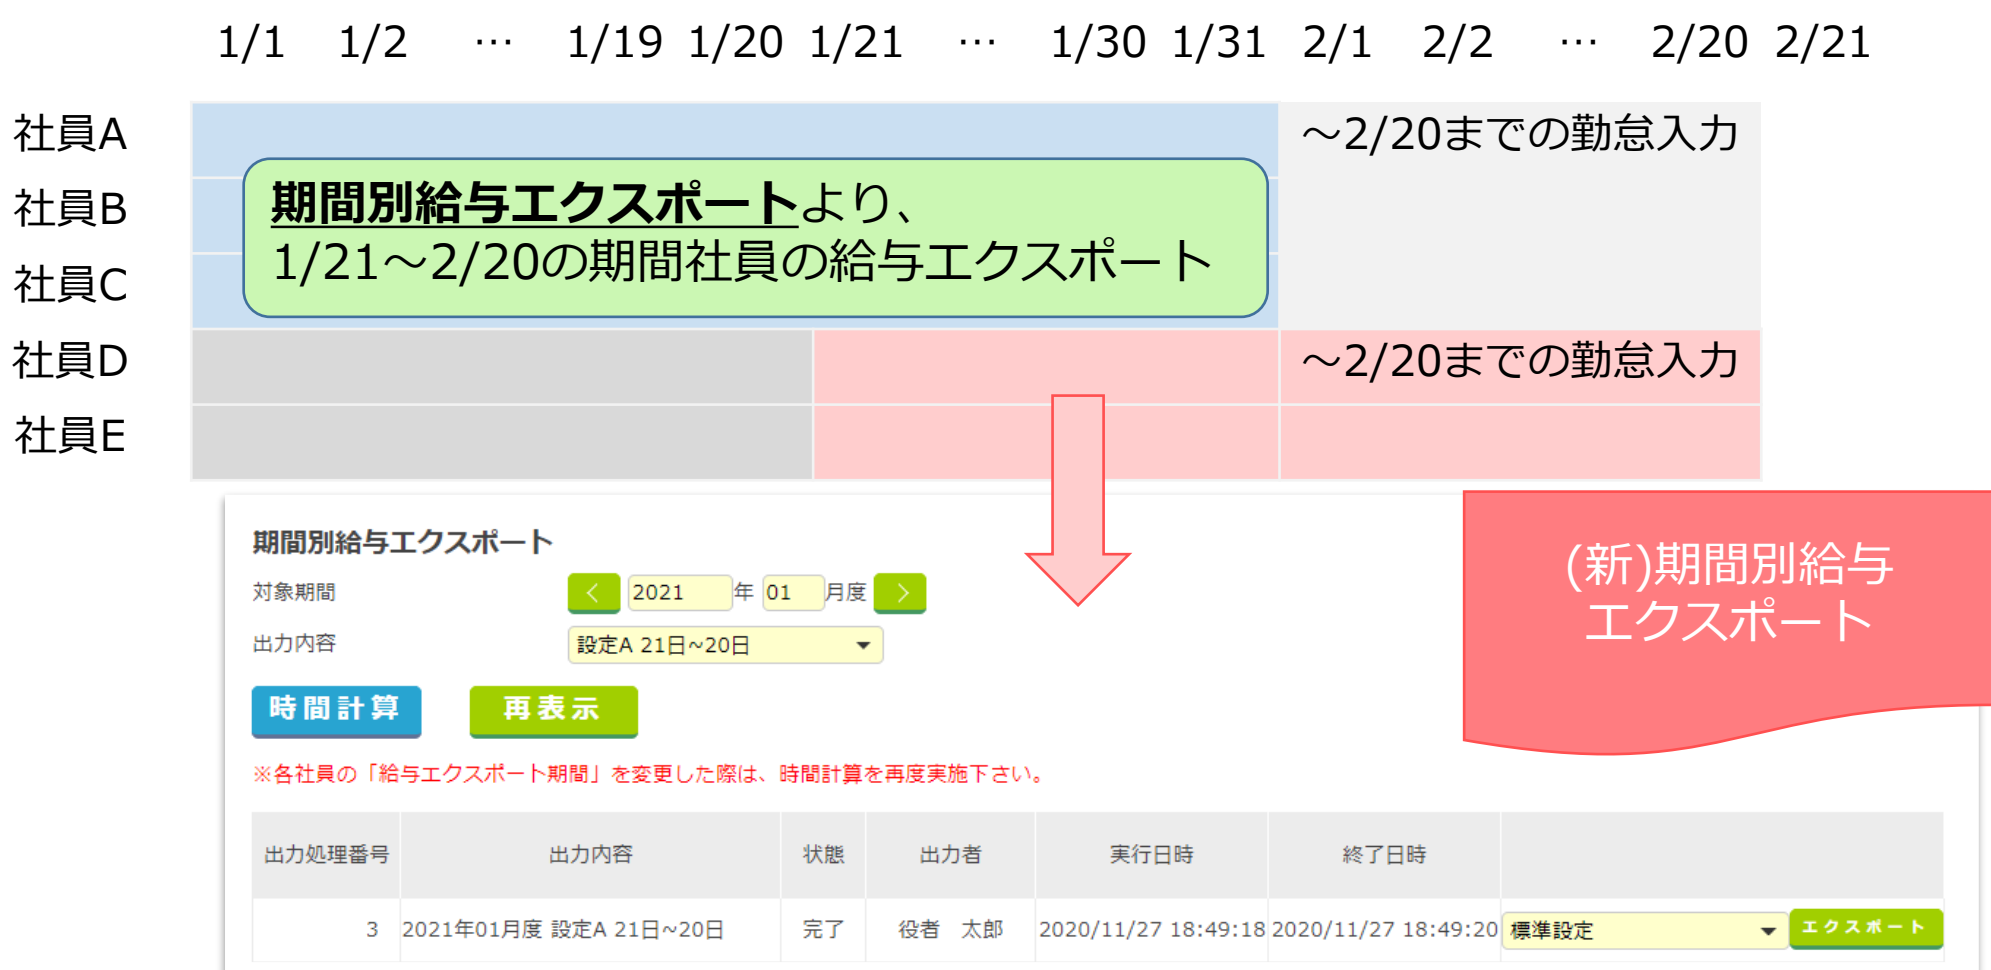 1/1 1/2 … 1/19 1/20 1/21 … 1/30 1/31 2/1 2/2 … 2/20 2/21
社員A
～2/20までの勤怠入力
社員B
社員C
期間別給与エクスポートより、
1/21～2/20の期間社員の給与エクスポート
社員D
～2/20までの勤怠入力
社員E
(新)期間別給与
エクスポート
期間別給与エクスポート
対象期間 < 2021 年 01 月度 >
出力内容 設定A 21日~20日
時間計算 再表示
※各社員の「給与エクスポート期間」を変更した際は、時間計算を再度実施下さい。
出力処理番号 出力内容 状態 出力者 実行日時 終了日時
3 2021年01月度 設定A 21日~20日 完了 役者 太郎 2020/11/27 18:49:18 2020/11/27 18:49:20 標準設定 エクスポート